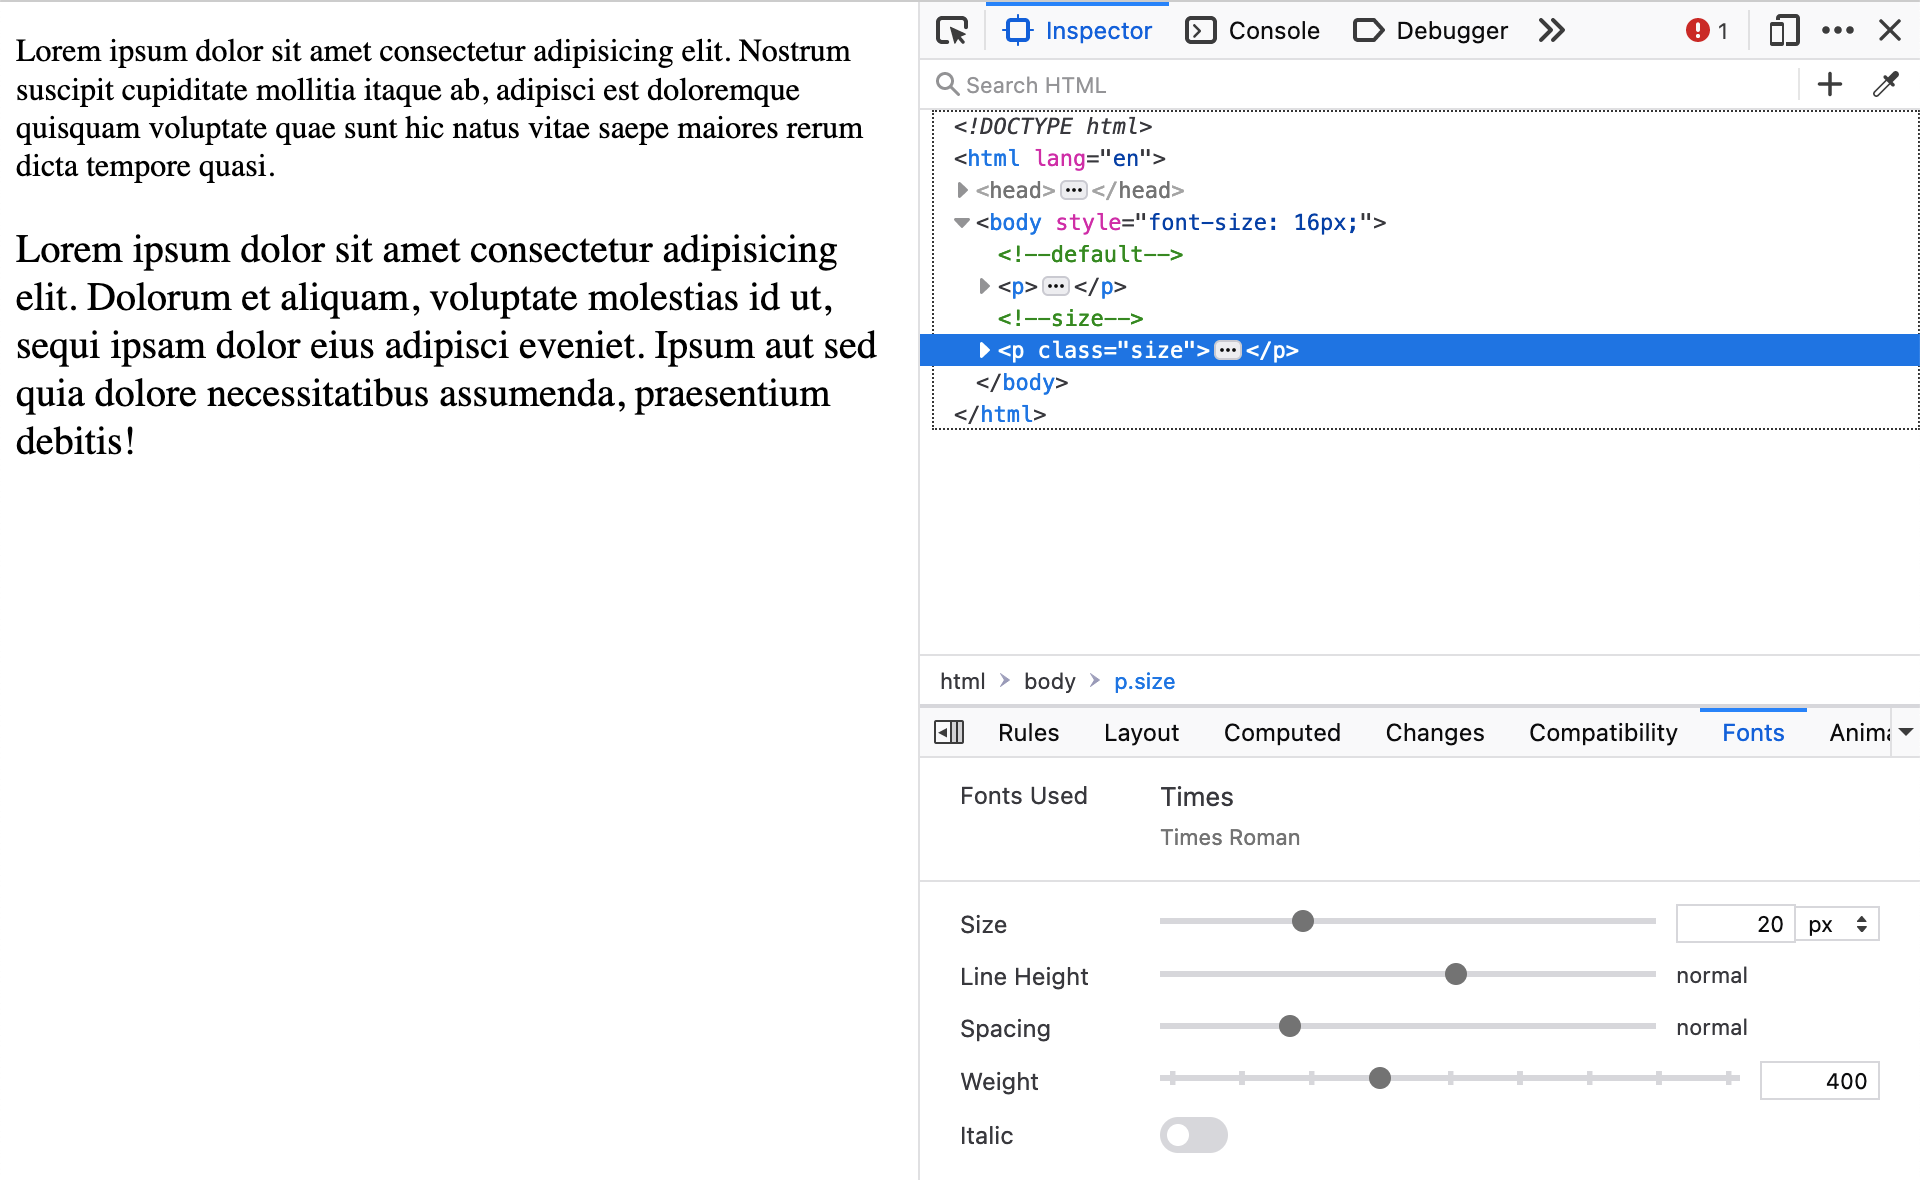 Lorem ipsum dolor sit amet consectetur adipisicing elit. Nostrum
suscipit cupiditate mollitia itaque ab, adipisci est doloremque
quisquam voluptate quae sunt hic natus vitae saepe maiores rerum
dicta tempore quasi.
Lorem ipsum dolor sit amet consectetur adipisicing
elit. Dolorum et aliquam, voluptate molestias id ut,
sequi ipsam dolor eius adipisci eveniet. Ipsum aut sed
quia dolore necessitatibus assumenda, praesentium
debitis!
Inspector Console Debugger 1
Search HTML
<!DOCTYPE html>
<html lang="en">
<head>…</head>
<body style="font-size: 16px;">
<!--default-->
<p>…</p>
<!--size-->
<p class="size">…</p>
</body>
</html>
html body p.size
Rules Layout Computed Changes Compatibility Fonts Anima
Fonts Used Times
Times Roman
Size 20 px
Line Height normal
Spacing normal
Weight 400
Italic